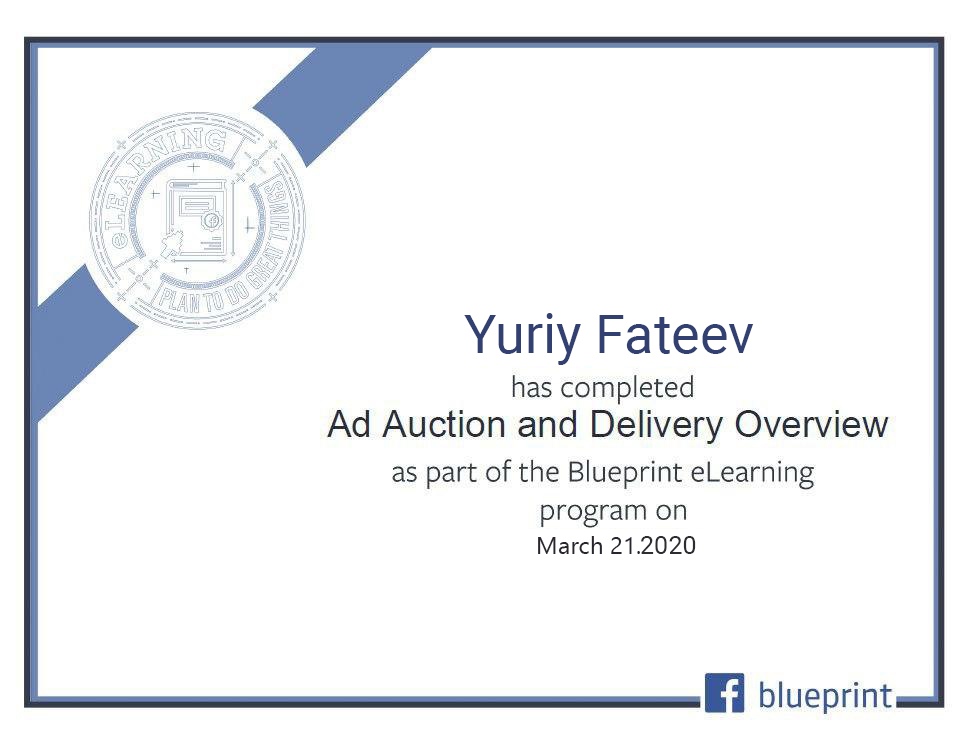 eLEARNING
PLAN TO DO GREAT THINGS
Yuriy Fateev
has completed
Ad Auction and Delivery Overview
as part of the Blueprint eLearning
program on
March 21.2020
f blueprint